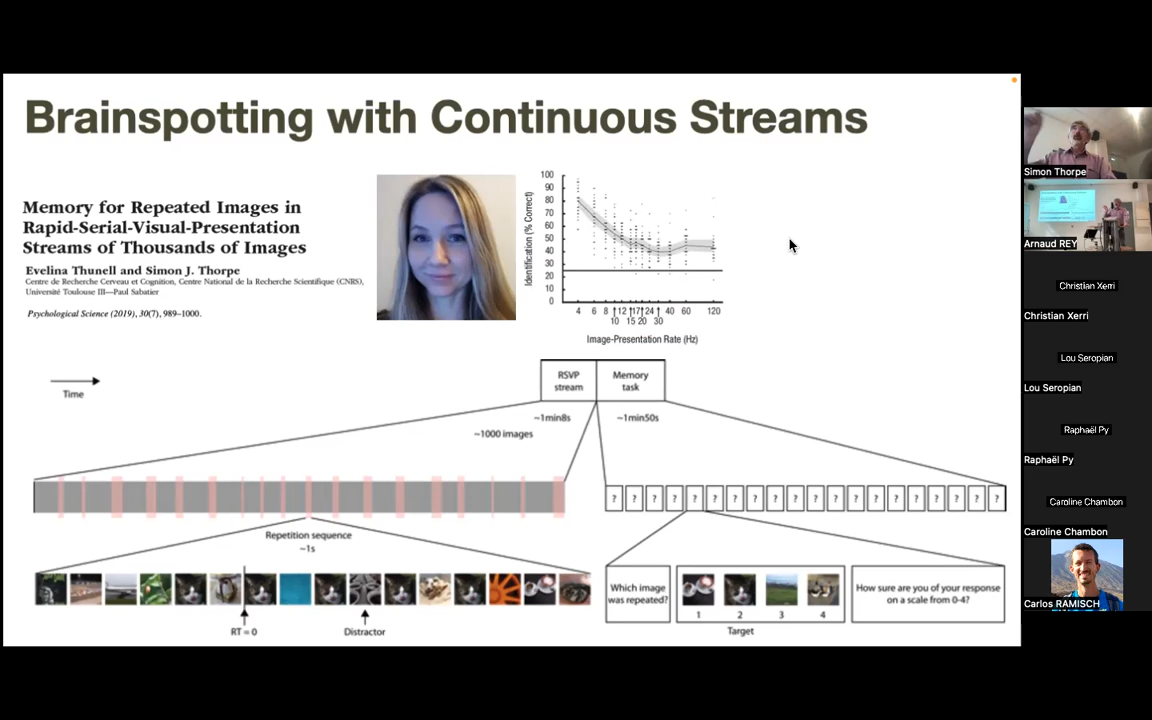 Brainspotting with Continuous Streams
Memory for Repeated Images in
Rapid-Serial-Visual-Presentation
Streams of Thousands of Images
Evelina Thunell and Simon J. Thorpe
Centre de Recherche Cerveau et Cognition, Centre National de la Recherche Scientifique (CNRS),
Université Toulouse III—Paul Sabatier
Psychological Science (2019), 30(7), 989–1000.
Identification (% Correct)
100
90
80
70
60
50
40
30
20
10
0
4 6 8 12 17 24 40 60 120
10 15 20 30
Image-Presentation Rate (Hz)
Time
RSVP
stream
Memory
task
~1min8s
~1min50s
~1000 images
? ? ? ? ? ? ? ? ? ? ? ? ? ? ? ? ? ? ? ?
Repetition sequence
~1s
RT = 0
Distractor
Which image
was repeated?
1 2 3 4
Target
How sure are you of your response
on a scale from 0-4?
Simon Thorpe
Arnaud REY
Christian Xerri
Christian Xerri
Lou Seropian
Lou Seropian
Raphaël Py
Raphaël Py
Caroline Chambon
Caroline Chambon
Carlos RAMISCH